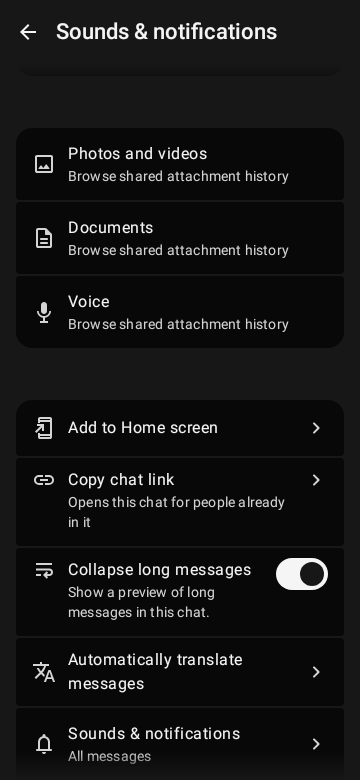 Sounds & notifications
Photos and videos
Browse shared attachment history
Documents
Browse shared attachment history
Voice
Browse shared attachment history
Add to Home screen
Copy chat link
Opens this chat for people already
in it
Collapse long messages
Show a preview of long
messages in this chat.
Automatically translate
messages
Sounds & notifications
All messages